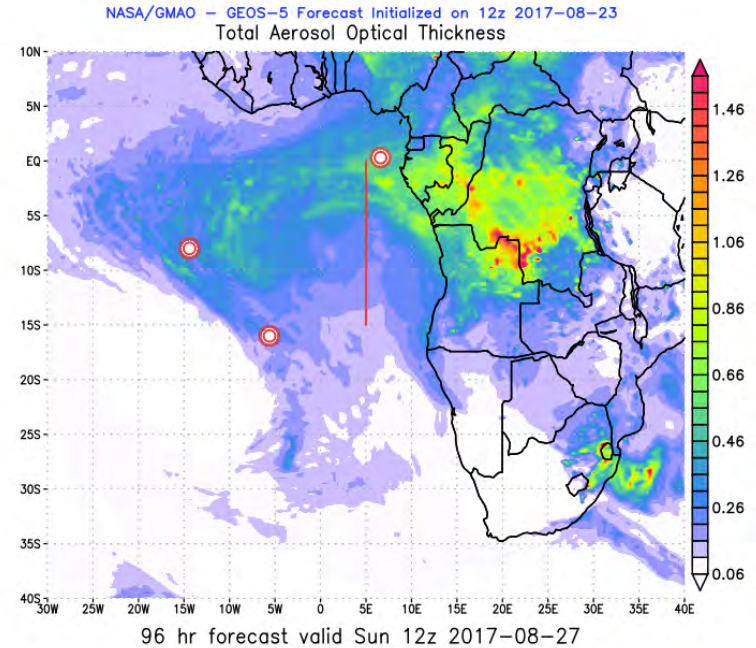 NASA/GMAO - GEOS-5 Forecast Initialized on 12z 2017-08-23
Total Aerosol Optical Thickness
10N
5N
EQ
5S
10S
15S
20S
25S
30S
35S
40S
30W 25W 20W 15W 10W 5W 0 5E 10E 15E 20E 25E 30E 35E 40E
1.46
1.26
1.06
0.86
0.66
0.46
0.26
0.06
96 hr forecast valid Sun 12z 2017-08-27